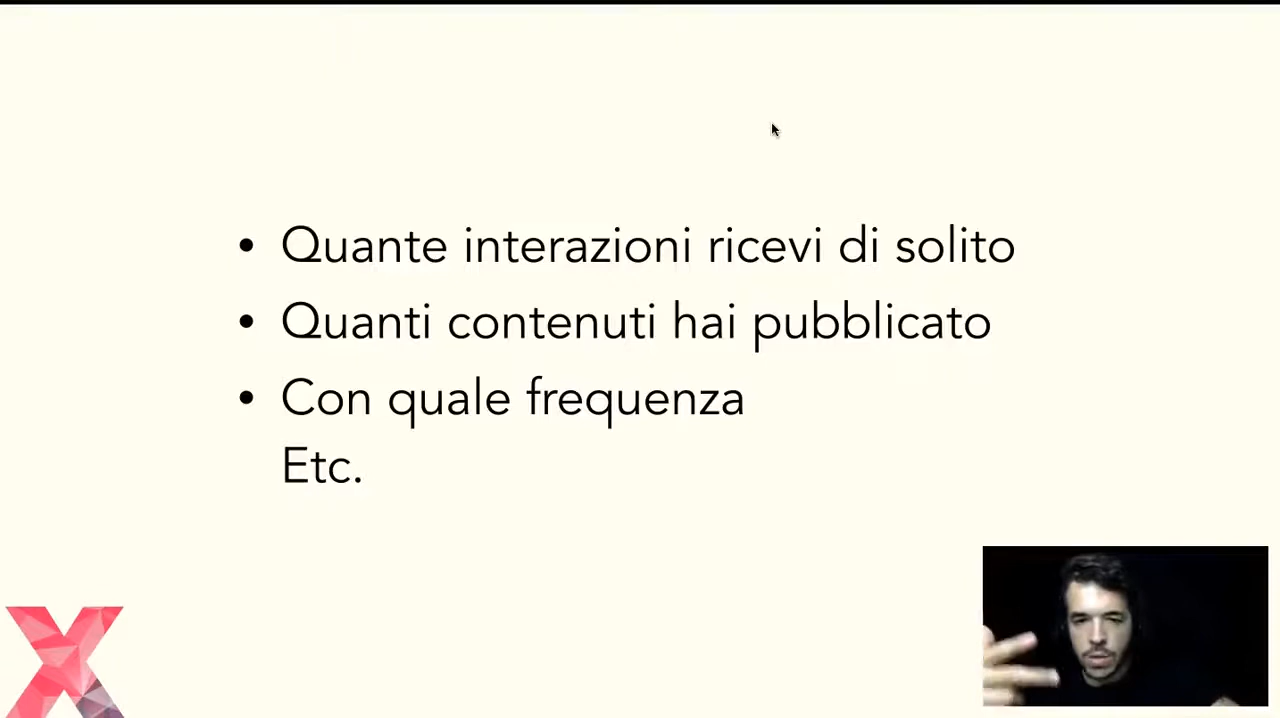 • Quante interazioni ricevi di solito
• Quanti contenuti hai pubblicato
• Con quale frequenza
Etc.